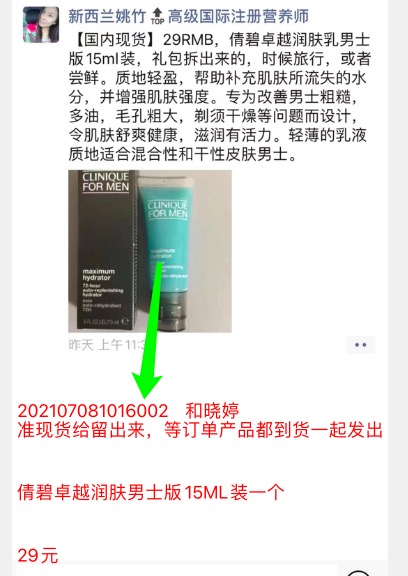 新西兰姚竹 TOP 高级国际注册营养师
【国内现货】29RMB，倩碧卓越润肤乳男士
版15ml装，礼包拆出来的，时候旅行，或者
尝鲜。质地轻盈，帮助补充肌肤所流失的水
分，并增强肌肤强度。专为改善男士粗糙，
多油，毛孔粗大，剃须干燥等问题而设计，
令肌肤舒爽健康，滋润有活力。轻薄的乳液
质地适合混合性和干性皮肤男士。
CLINIQUE
FOR MEN
maximum
hydrator
72-hour
auto-replenishing
hydrator
CLINIQUE
FOR MEN
maximum
hydrator
昨天 上午11:3
202107081016002 和晓婷
准现货给留出来，等订单产品都到货一起发出
倩碧卓越润肤男士版15ML装一个
29元